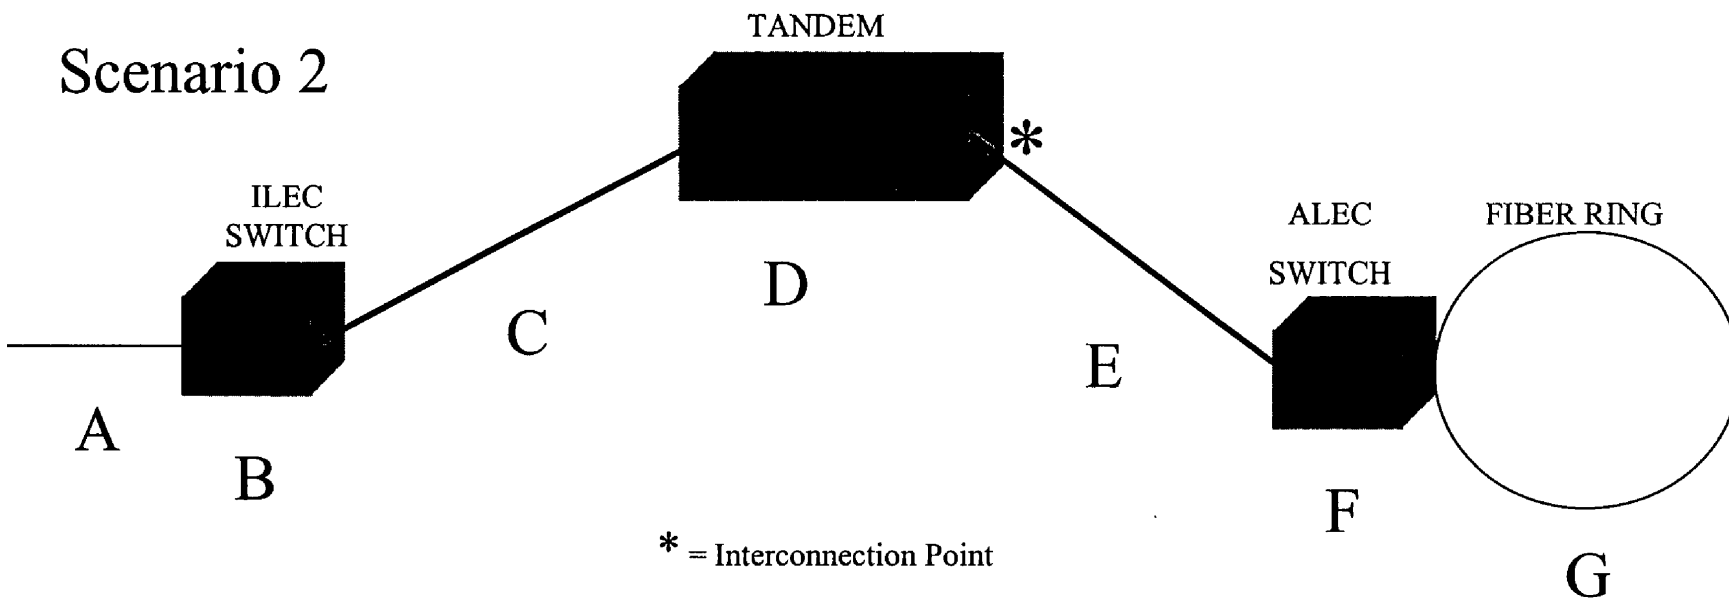 Scenario 2
TANDEM
*
ILEC
SWITCH
ALEC
SWITCH
FIBER RING
A
B
C
D
E
F
G
* = Interconnection Point